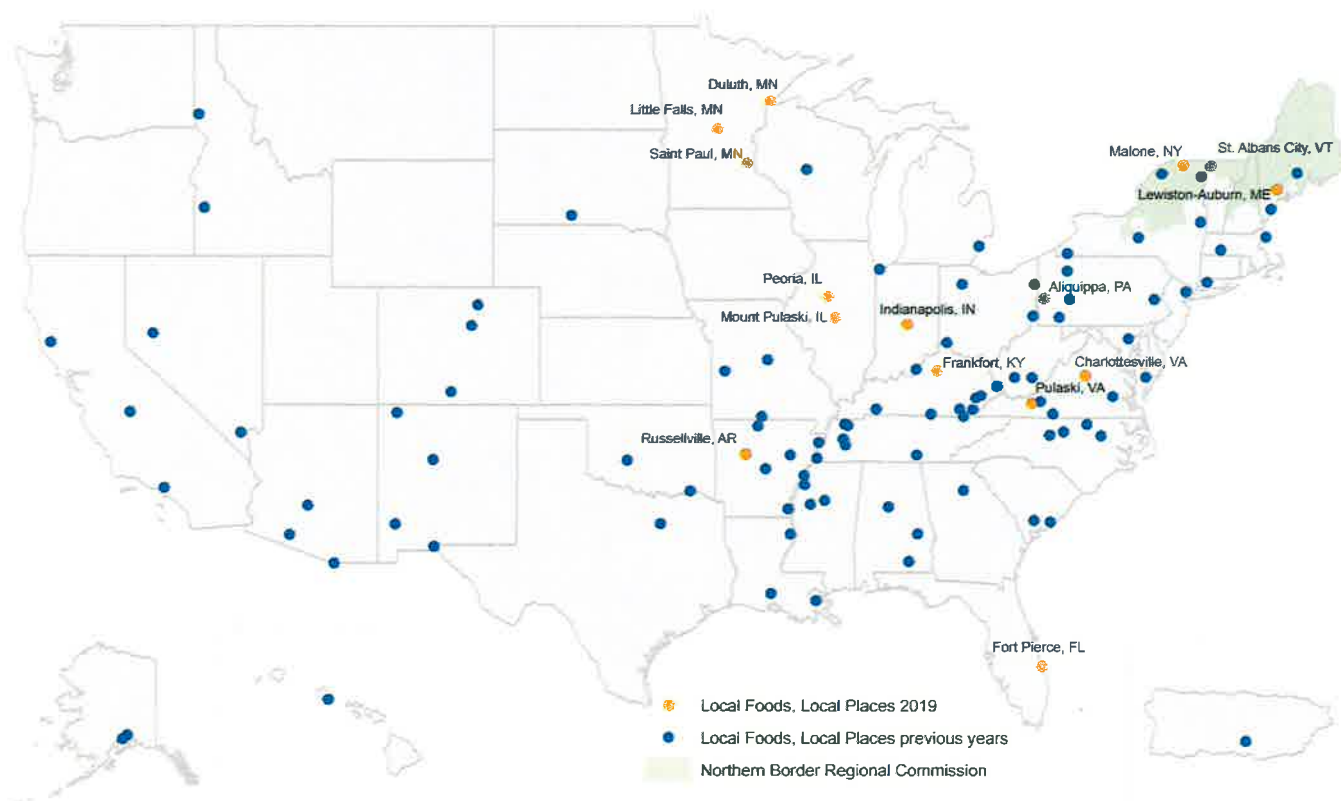 Duluth, MN
Little Falls, MN
Saint Paul, MN
Malone, NY
St. Albans City, VT
Lewiston-Auburn, ME
Peoria, IL
Aliquippa, PA
Mount Pulaski, IL
Indianapolis, IN
Frankfort, KY
Charlottesville, VA
Pulaski, VA
Russellville, AR
Fort Pierce, FL
Local Foods, Local Places 2019
Local Foods, Local Places previous years
Northern Border Regional Commission